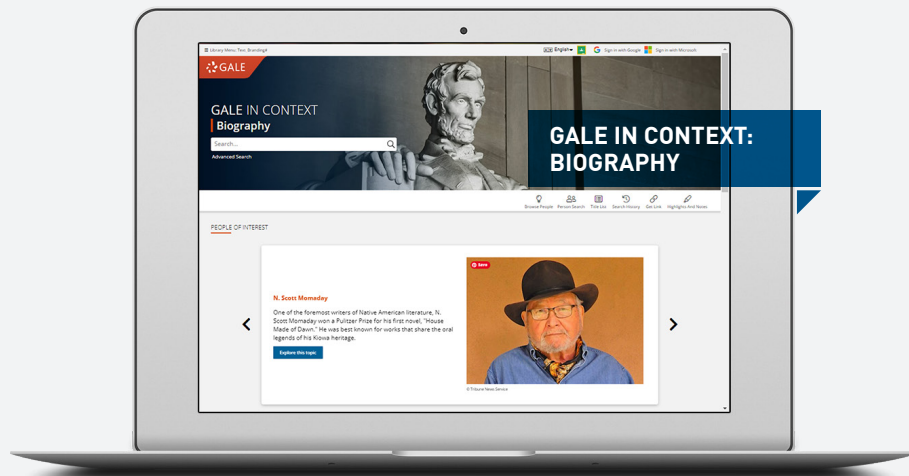 Library Menu: Text, Branding#
English
Sign in with Google
Sign in with Microsoft
GALE
GALE IN CONTEXT
Biography
Search...
Advanced Search
GALE IN CONTEXT:
BIOGRAPHY
Browse People
Person Search
Title List
Search History
Get Link
Highlights And Notes
PEOPLE OF INTEREST
Save
N. Scott Momaday
One of the foremost writers of Native American literature, N.
Scott Momaday won a Pulitzer Prize for his first novel, "House
Made of Dawn." He was best known for works that share the oral
legends of his Kiowa heritage.
Explore this topic
© Tribune News Service